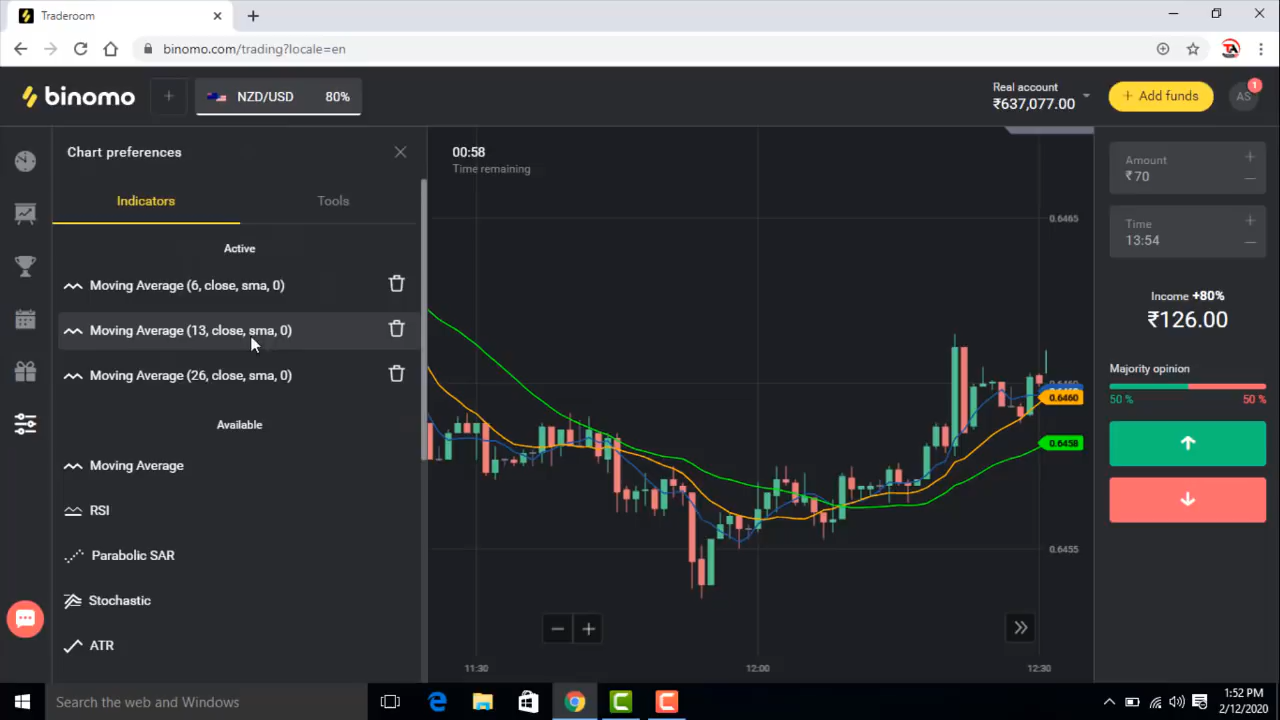 Traderoom
binomo.com/trading?locale=en
binomo
NZD/USD 80%
Real account
₹637,077.00
+ Add funds
AS
1
Chart preferences
Indicators
Tools
Active
Moving Average (6, close, sma, 0)
Moving Average (13, close, sma, 0)
Moving Average (26, close, sma, 0)
Available
Moving Average
RSI
Parabolic SAR
Stochastic
ATR
00:58
Time remaining
0.6465
0.6460
0.6458
0.6455
11:30
12:00
12:30
Amount
₹70
Time
13:54
Income +80%
₹126.00
Majority opinion
50 %
50 %
Search the web and Windows
1:52 PM
2/12/2020